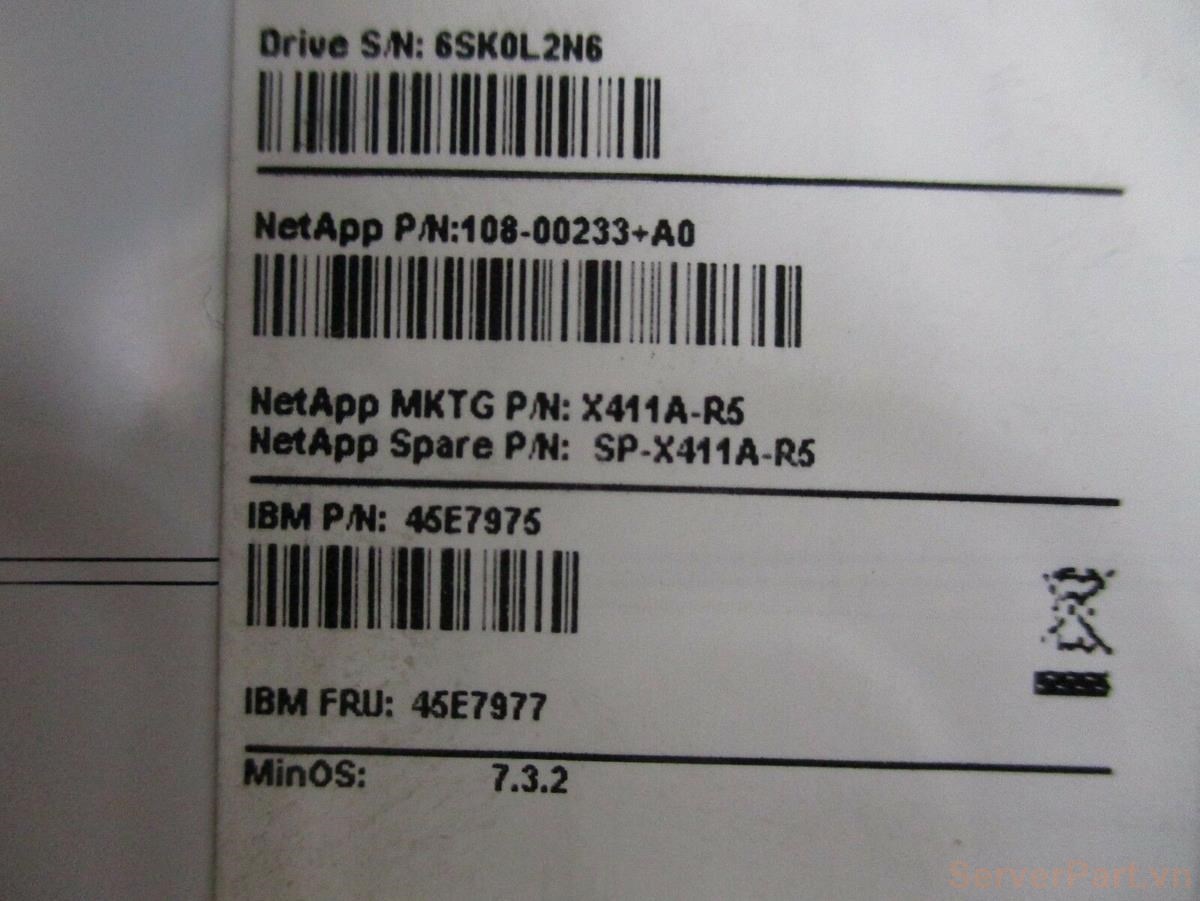 Drive S/N: 6SK0L2N6
NetApp P/N:108-00233+A0
NetApp MKTG P/N: X411A-R5
NetApp Spare P/N: SP-X411A-R5
IBM P/N: 45E7975
IBM FRU: 45E7977
MinOS: 7.3.2
ServerPart.vn